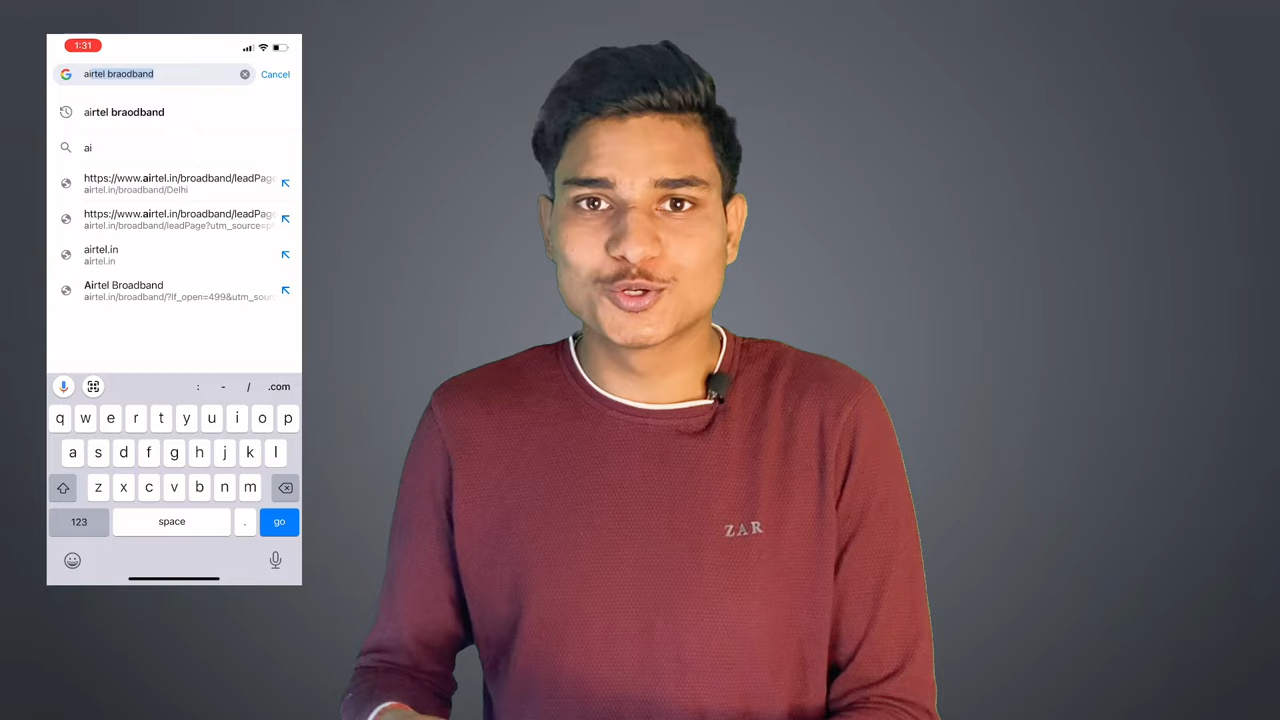 1:31
airtel braodband
Cancel
airtel braodband
ai
https://www.airtel.in/broadband/leadPag
airtel.in/broadband/Delhi
https://www.airtel.in/broadband/leadPag
airtel.in/broadband/leadPage?utm_source=p
airtel.in
airtel.in
Airtel Broadband
airtel.in/broadband/?lf_open=499&utm_sour
: - / .com
q w e r t y u i o p
a s d f g h j k l
z x c v b n m
123 space . go
ZAR